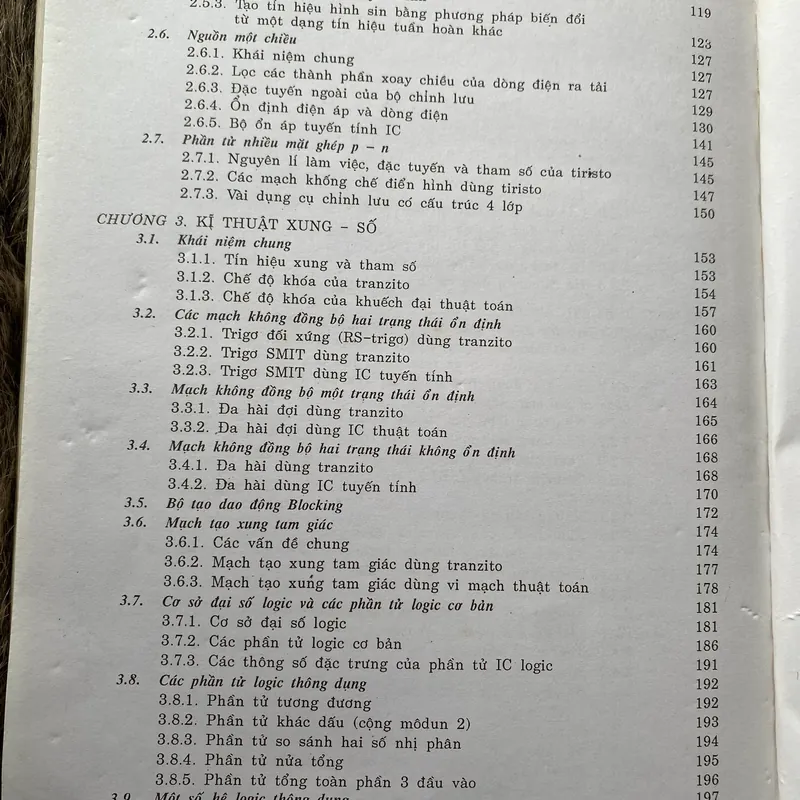 2.5.3. Tạo tín hiệu hình sin bằng phương pháp biến đổi
từ một dạng tín hiệu tuần hoàn khác 119
2.6. Nguồn một chiều 123
2.6.1. Khái niệm chung 127
2.6.2. Lọc các thành phần xoay chiều của dòng điện ra tải 127
2.6.3. Đặc tuyến ngoài của bộ chỉnh lưu 127
2.6.4. Ổn định điện áp và dòng điện 129
2.6.5. Bộ ổn áp tuyến tính IC 130
2.7. Phần tử nhiều mặt ghép p – n 141
2.7.1. Nguyên lí làm việc, đặc tuyến và tham số của tiristo 145
2.7.2. Các mạch khống chế điển hình dùng tiristo 145
2.7.3. Vài dụng cụ chỉnh lưu có cấu trúc 4 lớp 147
CHƯƠNG 3. KĨ THUẬT XUNG – SỐ 150
3.1. Khái niệm chung 153
3.1.1. Tín hiệu xung và tham số 153
3.1.2. Chế độ khóa của tranzito 154
3.1.3. Chế độ khóa của khuếch đại thuật toán 157
3.2. Các mạch không đồng bộ hai trạng thái ổn định 160
3.2.1. Trigơ đối xứng (RS-trigơ) dùng tranzito 160
3.2.2. Trigơ SMIT dùng tranzito 161
3.2.3. Trigơ SMIT dùng IC tuyến tính 163
3.3. Mạch không đồng bộ một trạng thái ổn định 164
3.3.1. Đa hài đợi dùng tranzito 165
3.3.2. Đa hài đợi dùng IC thuật toán 166
3.4. Mạch không đồng bộ hai trạng thái không ổn định 168
3.4.1. Đa hài dùng tranzito 168
3.4.2. Đa hài dùng IC tuyến tính 170
3.5. Bộ tạo dao động Blocking 172
3.6. Mạch tạo xung tam giác 174
3.6.1. Các vấn đề chung 174
3.6.2. Mạch tạo xung tam giác dùng tranzito 177
3.6.3. Mạch tạo xung tam giác dùng vi mạch thuật toán 178
3.7. Cơ sở đại số logic và các phần tử logic cơ bản 181
3.7.1. Cơ sở đại số logic 181
3.7.2. Các phần tử logic cơ bản 186
3.7.3. Các thông số đặc trưng của phần tử IC logic 191
3.8. Các phần tử logic thông dụng 192
3.8.1. Phần tử tương đương 192
3.8.2. Phần tử khác dấu (cộng môdun 2) 193
3.8.3. Phần tử so sánh hai số nhị phân 194
3.8.4. Phần tử nửa tổng 195
3.8.5. Phần tử tổng toàn phần 3 đầu vào 196
3.9. Một số hệ logic thông dụng 197